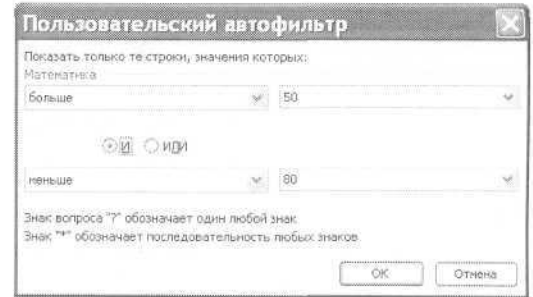 Пользовательский автофильтр
Показать только те строки, значения которых:
Математика
больше 50
И ИЛИ
меньше 80
Знак вопроса "?" обозначает один любой знак
Знак "*" обозначает последовательность любых знаков
ОК Отмена